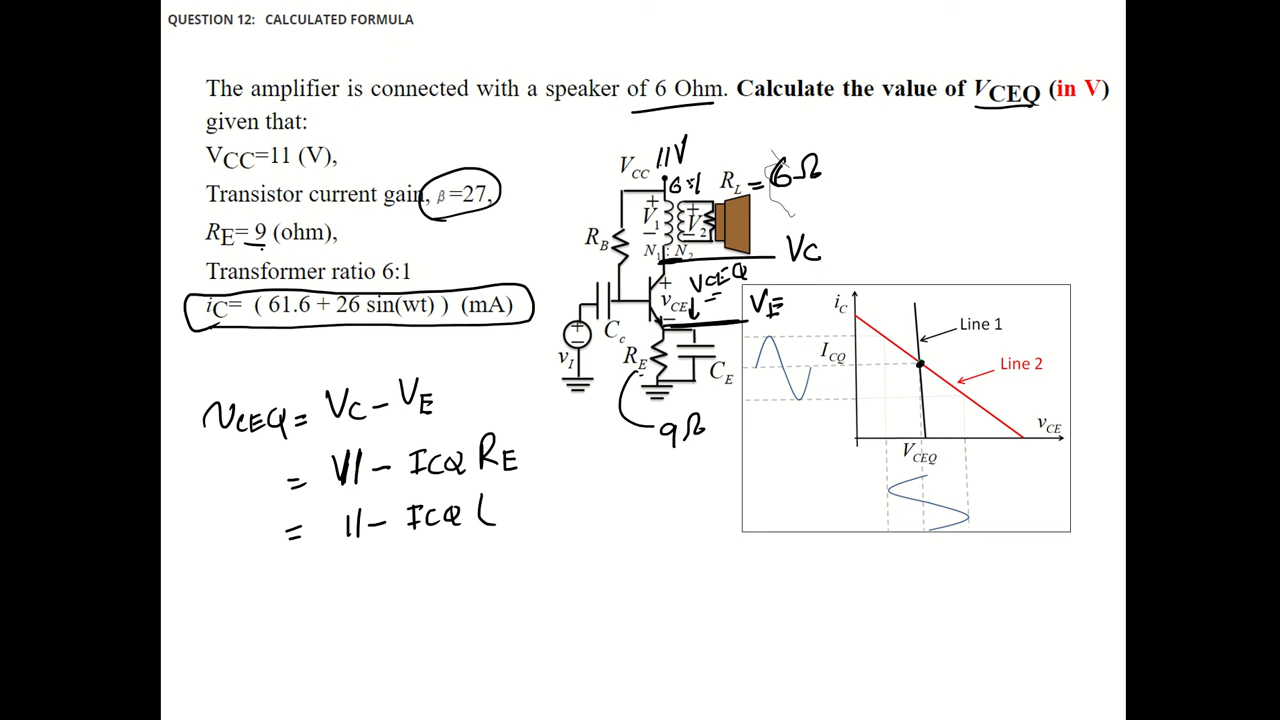 QUESTION 12: CALCULATED FORMULA
The amplifier is connected with a speaker of 6 Ohm. Calculate the value of VCEQ (in V)
given that:
VCC=11 (V),
Transistor current gain, β=27,
RE= 9 (ohm),
Transformer ratio 6:1
iC= ( 61.6 + 26 sin(wt) ) (mA)
VCC 11V
6:1
RL = 6Ω
+ V1 −
+ V2 −
N1 : N2
RB
VC
+
vCE
−
VCEQ
VE
Cc
+
−
vI
RE
CE
9Ω
iC
ICQ
Line 1
Line 2
vCE
VCEQ
VCEQ = VC − VE
= 11 − ICQ RE
= 11 − ICQ (